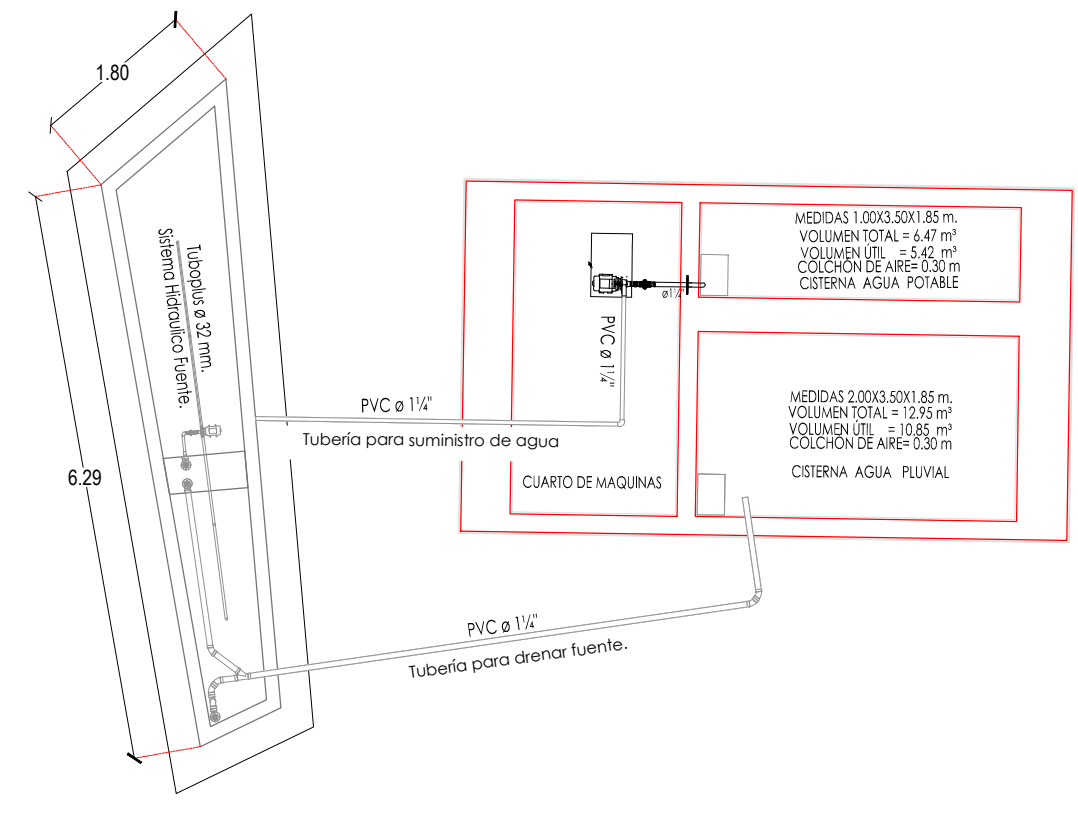 1.80
6.29
Tuboplus ø 32 mm.
Sistema Hidraulico Fuente.
PVC ø 1¼"
Tubería para suministro de agua
PVC ø 1¼"
ø1¼"
CUARTO DE MAQUINAS
MEDIDAS 1.00X3.50X1.85 m.
VOLUMEN TOTAL = 6.47 m³
VOLUMEN ÚTIL = 5.42 m³
COLCHÓN DE AIRE= 0.30 m
CISTERNA AGUA POTABLE
MEDIDAS 2.00X3.50X1.85 m.
VOLUMEN TOTAL = 12.95 m³
VOLUMEN ÚTIL = 10.85 m³
COLCHÓN DE AIRE= 0.30 m
CISTERNA AGUA PLUVIAL
PVC ø 1¼"
Tubería para drenar fuente.